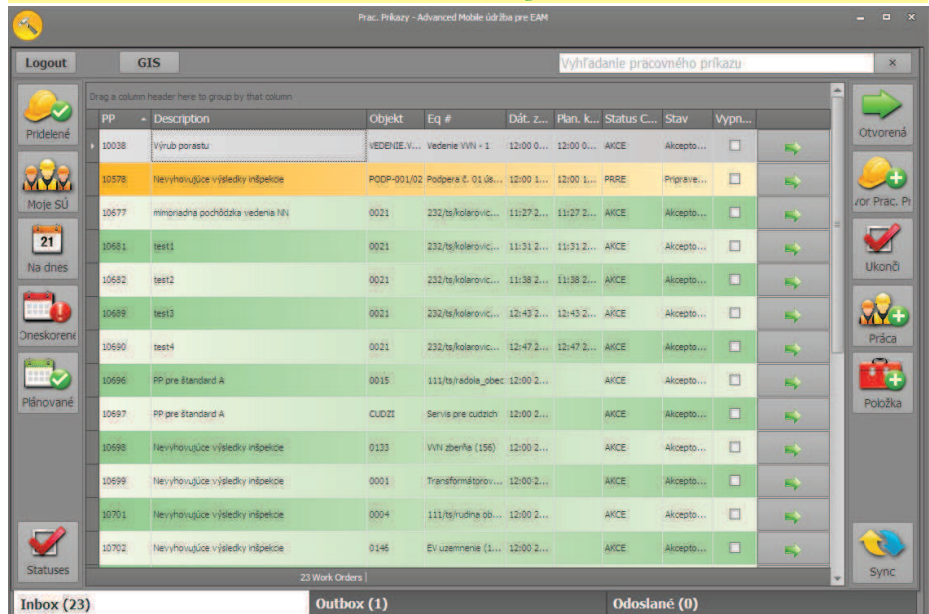 Prac. Príkazy - Advanced Mobile údržba pre EAM
Logout GIS Vyhľadanie pracovného príkazu
Drag a column header here to group by that column
PP Description Objekt Eq # Dát. z... Plan. k... Status C... Stav Vypn...
10038 Výrub porastu VEDENIE.V... Vedenie VVN - 1 12:00 0... 12:00 0... AKCE Akcepto...
10578 Nevyhovujúce výsledky inšpekcie PODP-001/02 Podpera č. 01 ús... 12:00 1... 12:00 1... PRRE Priprave...
10677 mimoriadna pochôdzka vedenia NN 0021 232/ts/kolarovic... 11:27 2... 11:27 2... AKCE Akcepto...
10681 test1 0021 232/ts/kolarovic... 11:31 2... 11:31 2... AKCE Akcepto...
10682 test2 0021 232/ts/kolarovic... 11:38 2... 11:38 2... AKCE Akcepto...
10689 test3 0021 232/ts/kolarovic... 12:43 2... 12:43 2... AKCE Akcepto...
10690 test4 0021 232/ts/kolarovic... 12:47 2... 12:47 2... AKCE Akcepto...
10696 PP pre štandard A 0015 111/ts/radola_obec 12:00 2... AKCE Akcepto...
10697 PP pre štandard A CUDZI Servis pre cudzich 12:00 2... AKCE Akcepto...
10698 Nevyhovujúce výsledky inšpekcie 0133 VVN zberňa (156) 12:00 2... AKCE Akcepto...
10699 Nevyhovujúce výsledky inšpekcie 0001 Transformátorov... 12:00 2... AKCE Akcepto...
10701 Nevyhovujúce výsledky inšpekcie 0004 111/ts/rudina ob... 12:00 2... AKCE Akcepto...
10702 Nevyhovujúce výsledky inšpekcie 0146 EV uzemnenie (1... 12:00 2... AKCE Akcepto...
23 Work Orders
Pridelené
Moje SÚ
21
Na dnes
Oneskorené
Plánované
Statuses
Otvorená
vor Prac. Prí
Ukonči
Práca
Položka
Sync
Inbox (23) Outbox (1) Odoslané (0)